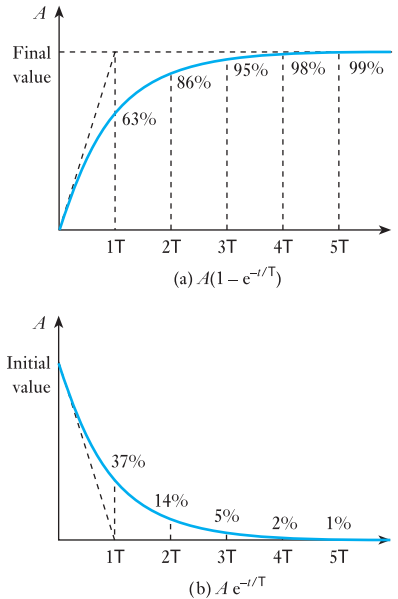 A
Final
value
63%
86%
95%
98%
99%
1T 2T 3T 4T 5T
(a) A(1 – e–t/T)
A
Initial
value
37%
14%
5%
2%
1%
1T 2T 3T 4T 5T
(b) A e–t/T